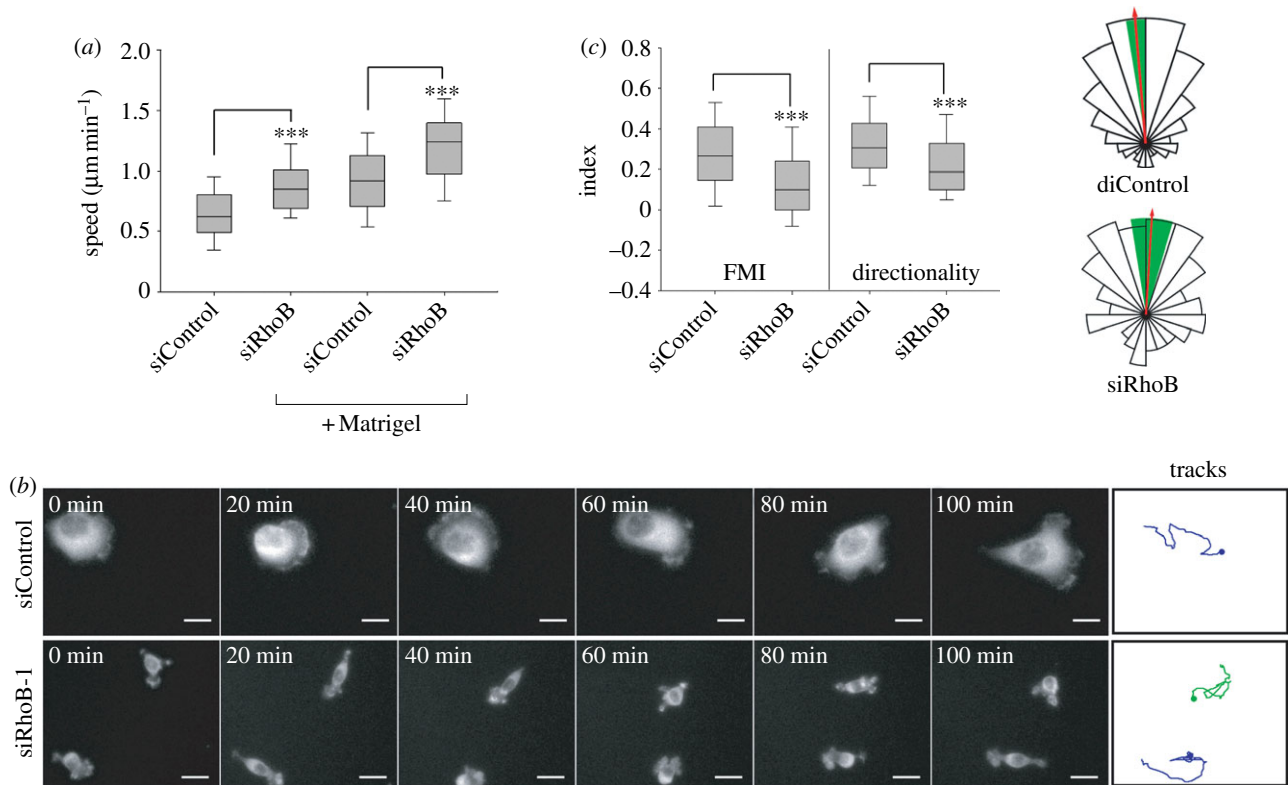 (a)
2.0
1.5
1.0
0.5
0
speed (µm min⁻¹)
***
***
siControl
siRhoB
siControl
siRhoB
+ Matrigel
(c)
0.8
0.4
0.2
0
–0.2
–0.4
index
***
***
FMI
directionality
siControl
siRhoB
siControl
siRhoB
diControl
siRhoB
(b)
tracks
siControl
0 min
20 min
40 min
60 min
80 min
100 min
siRhoB-1
0 min
20 min
40 min
60 min
80 min
100 min